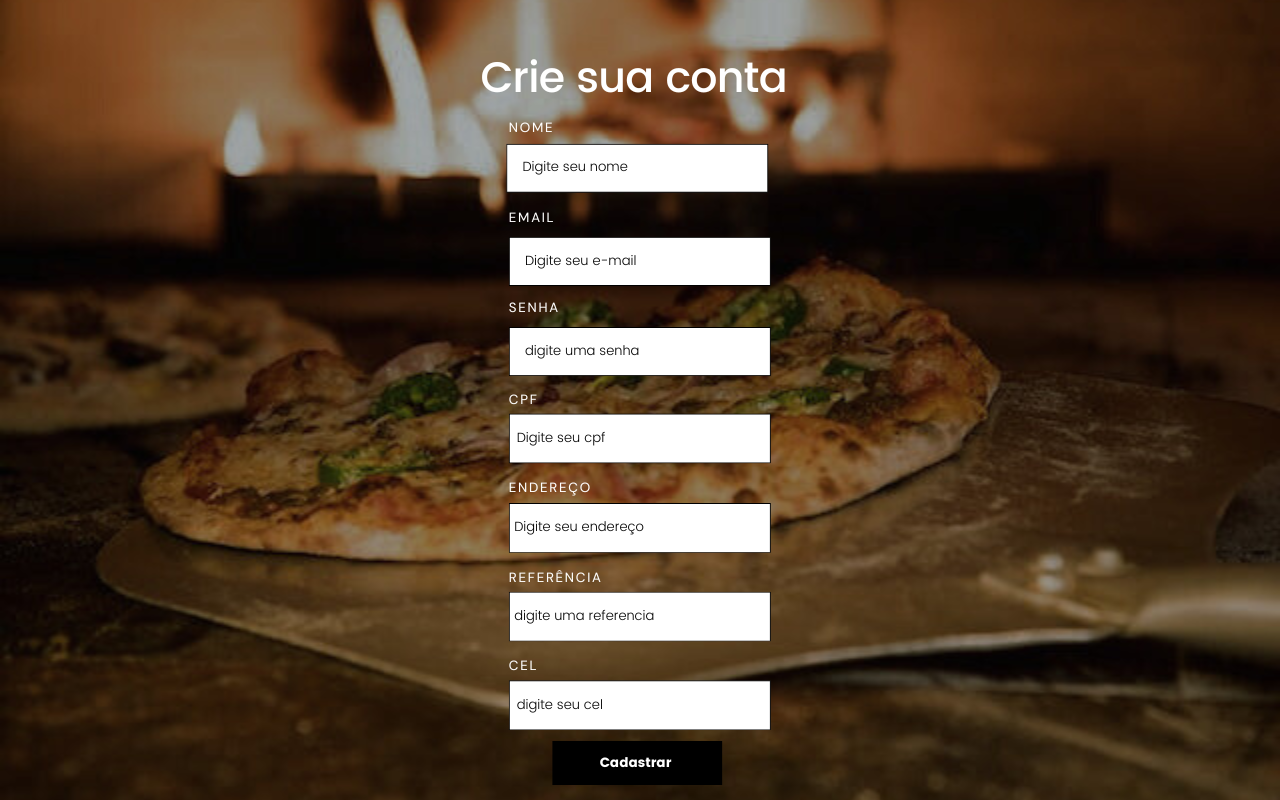 Crie sua conta
NOME
Digite seu nome
EMAIL
Digite seu e-mail
SENHA
digite uma senha
CPF
Digite seu cpf
ENDEREÇO
Digite seu endereço
REFERÊNCIA
digite uma referencia
CEL
digite seu cel
Cadastrar